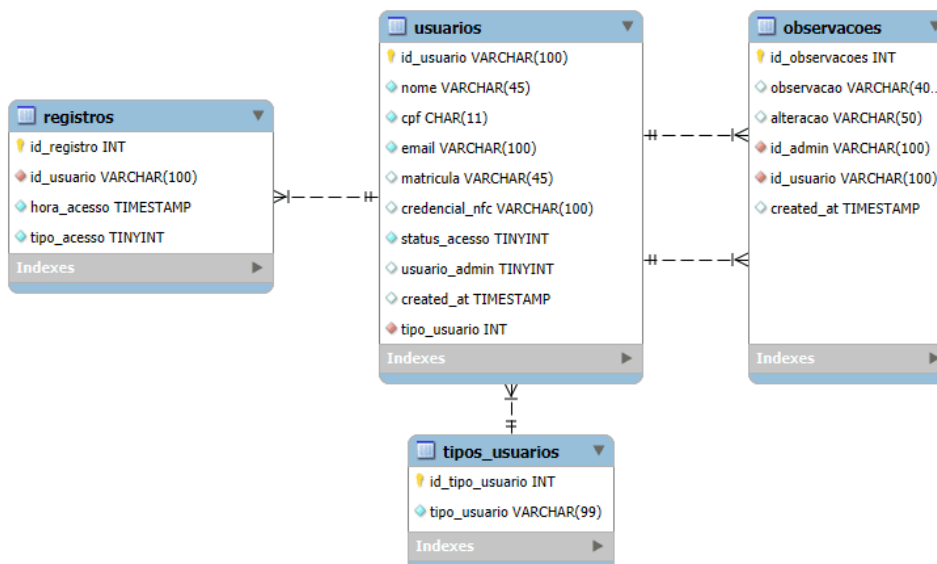 registros
id_registro INT
id_usuario VARCHAR(100)
hora_acesso TIMESTAMP
tipo_acesso TINYINT
Indexes
usuarios
id_usuario VARCHAR(100)
nome VARCHAR(45)
cpf CHAR(11)
email VARCHAR(100)
matricula VARCHAR(45)
credencial_nfc VARCHAR(100)
status_acesso TINYINT
usuario_admin TINYINT
created_at TIMESTAMP
tipo_usuario INT
Indexes
observacoes
id_observacoes INT
observacao VARCHAR(40...
alteracao VARCHAR(50)
id_admin VARCHAR(100)
id_usuario VARCHAR(100)
created_at TIMESTAMP
Indexes
tipos_usuarios
id_tipo_usuario INT
tipo_usuario VARCHAR(99)
Indexes